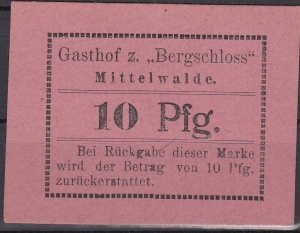 Gasthof z. „Bergschloss"
Mittelwalde.
10 Pfg.
Bei Rückgabe dieser Marke
wird der Betrag von 10 Pfg.
zurückerstattet.